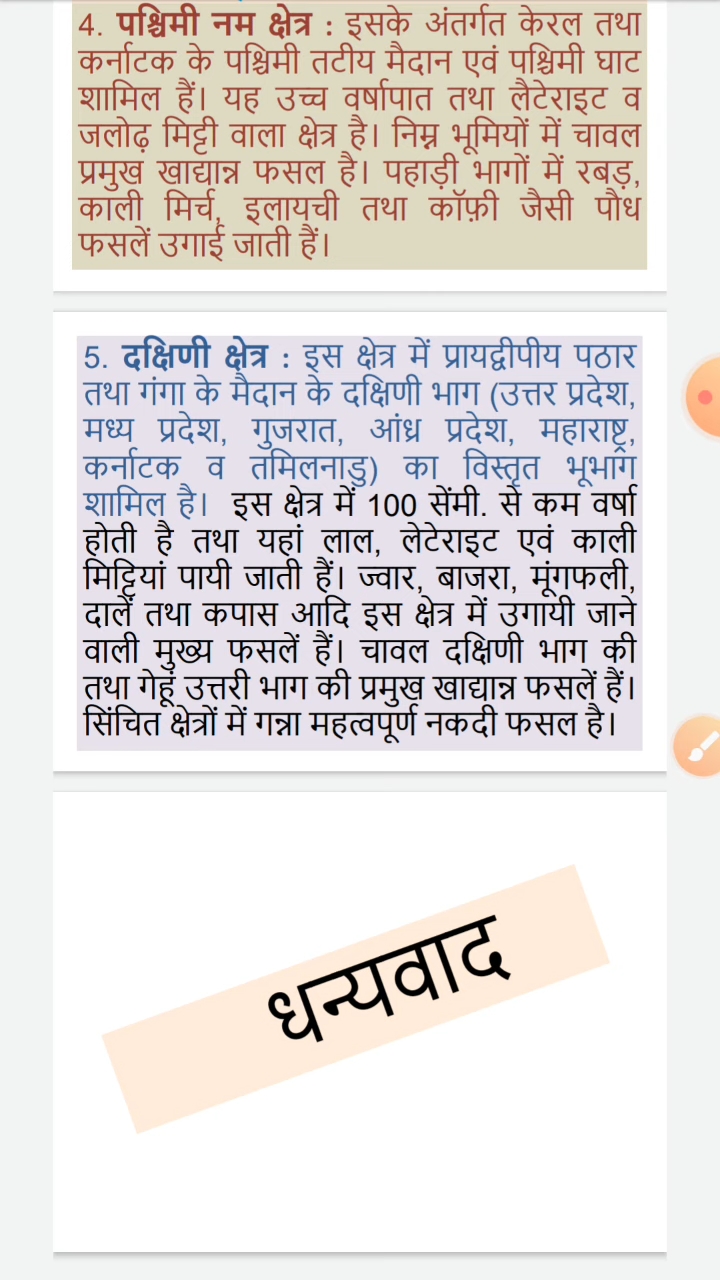 4. पश्चिमी नम क्षेत्र : इसके अंतर्गत केरल तथा
कर्नाटक के पश्चिमी तटीय मैदान एवं पश्चिमी घाट
शामिल हैं। यह उच्च वर्षापात तथा लैटेराइट व
जलोढ़ मिट्टी वाला क्षेत्र है। निम्न भूमियों में चावल
प्रमुख खाद्यान्न फसल है। पहाड़ी भागों में रबड़,
काली मिर्च, इलायची तथा कॉफ़ी जैसी पौध
फसलें उगाई जाती हैं।
5. दक्षिणी क्षेत्र : इस क्षेत्र में प्रायद्वीपीय पठार
तथा गंगा के मैदान के दक्षिणी भाग (उत्तर प्रदेश,
मध्य प्रदेश, गुजरात, आंध्र प्रदेश, महाराष्ट्र,
कर्नाटक व तमिलनाडु) का विस्तृत भूभाग
शामिल है। इस क्षेत्र में 100 सेंमी. से कम वर्षा
होती है तथा यहां लाल, लेटेराइट एवं काली
मिट्टियां पायी जाती हैं। ज्वार, बाजरा, मूंगफली,
दालें तथा कपास आदि इस क्षेत्र में उगायी जाने
वाली मुख्य फसलें हैं। चावल दक्षिणी भाग की
तथा गेहूं उत्तरी भाग की प्रमुख खाद्यान्न फसलें हैं।
सिंचित क्षेत्रों में गन्ना महत्वपूर्ण नकदी फसल है।
धन्यवाद